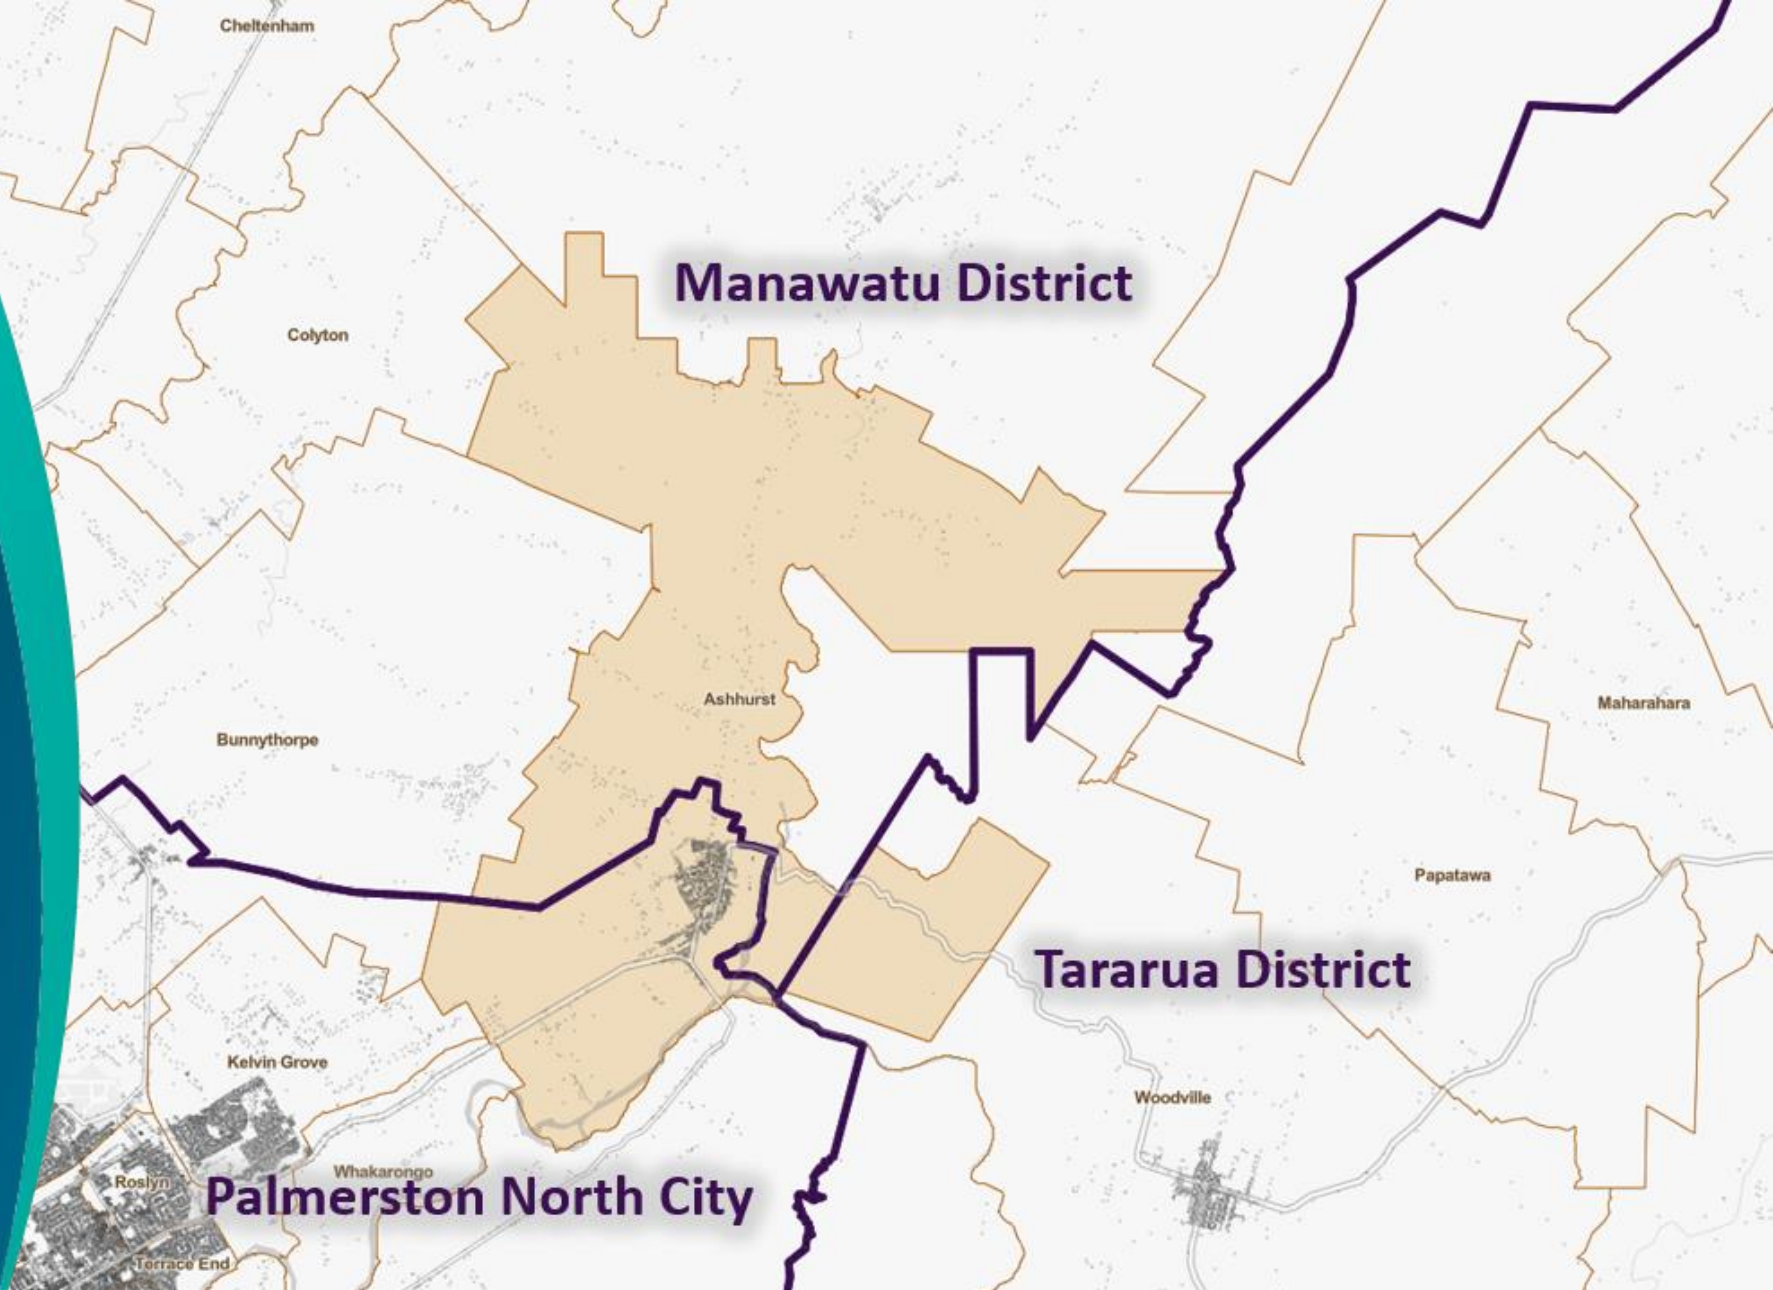 Cheltenham
Manawatu District
Colyton
Ashhurst
Maharahara
Bunnythorpe
Papatawa
Tararua District
Kelvin Grove
Woodville
Whakarongo
Roslyn
Palmerston North City
Terrace End